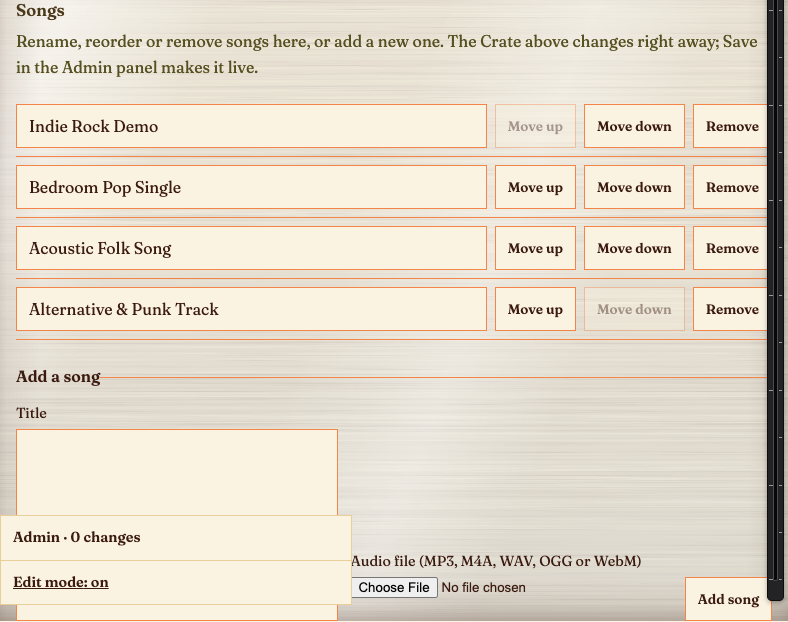 Songs
Rename, reorder or remove songs here, or add a new one. The Crate above changes right away; Save
in the Admin panel makes it live.
Indie Rock Demo Move up Move down Remove
Bedroom Pop Single Move up Move down Remove
Acoustic Folk Song Move up Move down Remove
Alternative & Punk Track Move up Move down Remove
Add a song
Title
Admin · 0 changes
Audio file (MP3, M4A, WAV, OGG or WebM)
Edit mode: on
Choose File No file chosen
Add song